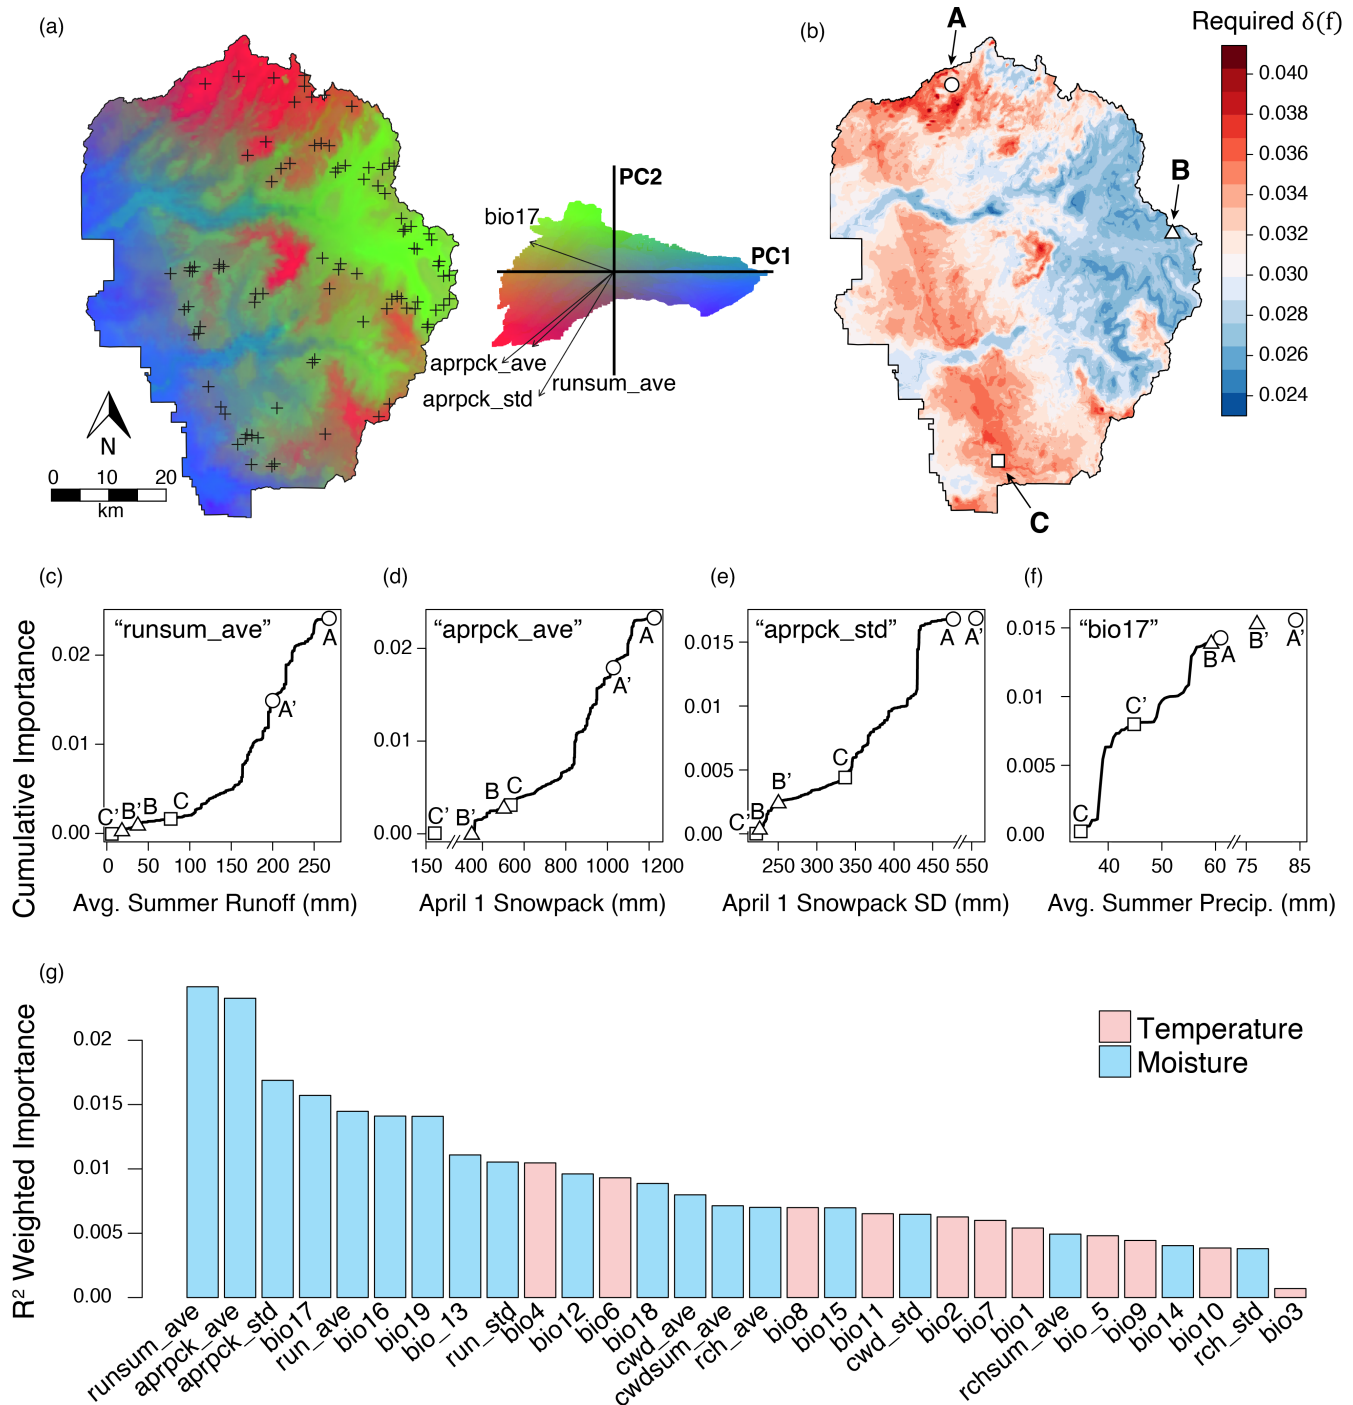 (a)
PC2
bio17
PC1
aprpck_ave
runsum_ave
aprpck_std
N
0 10 20
km
(b)
A
B
C
Required δ(f)
0.040
0.038
0.036
0.034
0.032
0.030
0.028
0.026
0.024
(c)
(d)
(e)
(f)
Cumulative Importance
"runsum_ave"
0.02
0.01
0.00
A
A'
C'
B'
B
C
0 50 100 150 200 250
Avg. Summer Runoff (mm)
"aprpck_ave"
0.02
0.01
0.00
A
A'
B
C
C'
B'
150 400 600 800 1000 1200
April 1 Snowpack (mm)
"aprpck_std"
0.015
0.010
0.005
0.00
A
A'
C
B'
B
C'
250 350 450 550
April 1 Snowpack SD (mm)
"bio17"
0.015
0.010
0.005
0.00
B'
A'
B
A
C'
C
40 50 60 75 85
Avg. Summer Precip. (mm)
(g)
R² Weighted Importance
0.02
0.015
0.01
0.005
0.00
Temperature
Moisture
runsum_ave
aprpck_ave
aprpck_std
bio17
run_ave
bio16
bio19
bio_13
run_std
bio4
bio12
bio6
bio18
cwd_ave
cwdsum_ave
rch_ave
bio8
bio15
bio11
cwd_std
bio2
bio7
bio1
rchsum_ave
bio_5
bio9
bio14
bio10
rch_std
bio3